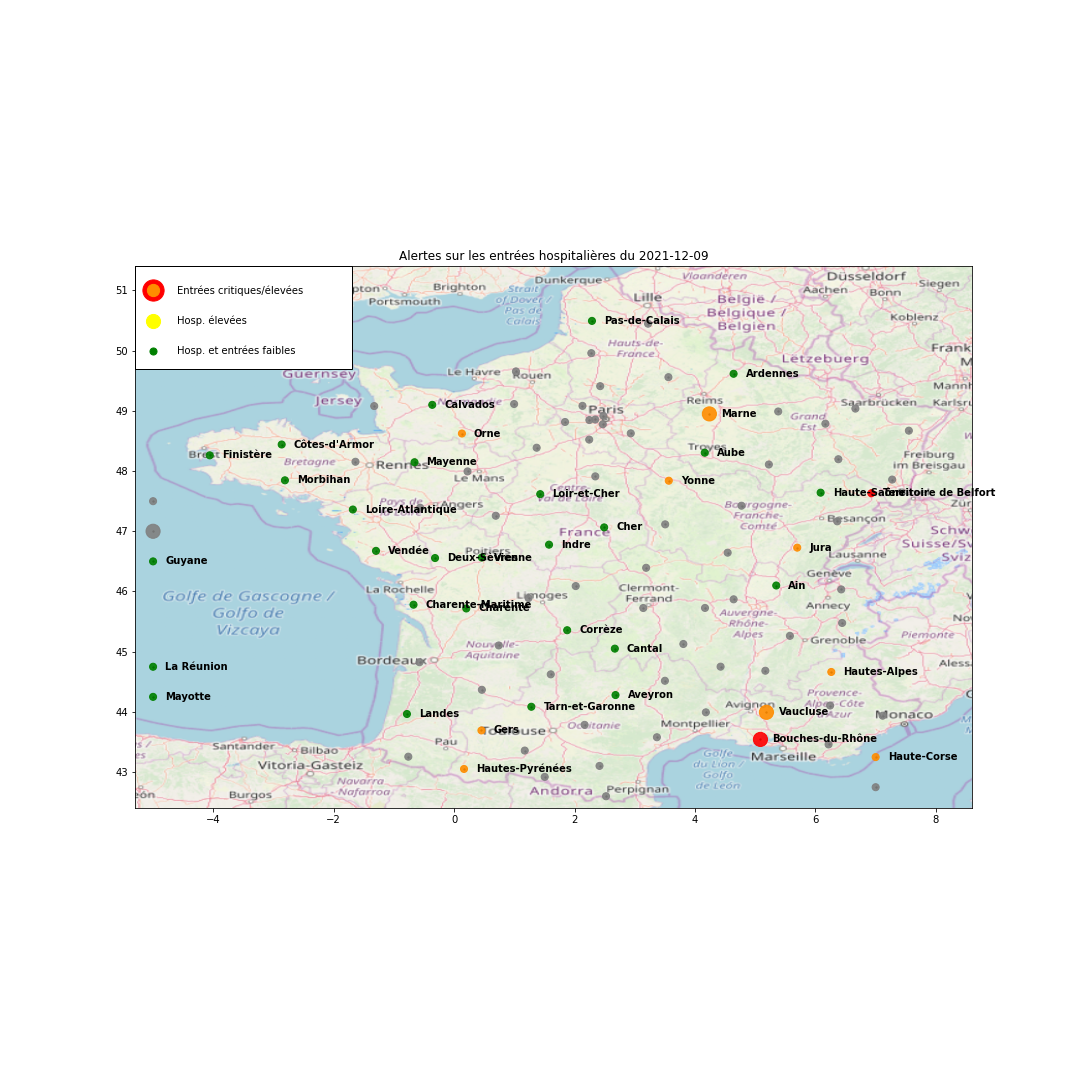 Alertes sur les entrées hospitalières du 2021-12-09
Entrées critiques/élevées
Hosp. élevées
Hosp. et entrées faibles
51
50
49
48
47
46
45
44
43
−4
−2
0
2
4
6
8
Pas-de-Calais
Ardennes
Calvados
Marne
Orne
Côtes-d'Armor
Finistère
Mayenne
Aube
Morbihan
Yonne
Loir-et-Cher
Haute-Saône
Territoire de Belfort
Loire-Atlantique
Cher
Vendée
Indre
Jura
Deux-Sèvres
Vienne
Guyane
Ain
Charente-Maritime
Charente
Corrèze
Cantal
La Réunion
Hautes-Alpes
Mayotte
Aveyron
Tarn-et-Garonne
Landes
Vaucluse
Gers
Bouches-du-Rhône
Haute-Corse
Hautes-Pyrénées
Brighton
Portsmouth
Strait
of Dover /
Pas de
Calais
Dunkerque
Lille
Vlaanderen
België /
Belgique /
Belgien
Düsseldorf
Aachen
Bonn
Siegen
Koblenz
Hauts-de-
France
Lëtzebuerg
Guernsey
Jersey
Le Havre
Rouen
Paris
Reims
Saarbrücken
Grand
Est
Troyes
Freiburg
im Breisgau
Brest
Bretagne
Rennes
Le Mans
Angers
Pays de
la Loire
Centre-
Val de Loire
Bourgogne-
Franche-
Comté
Besançon
France
Poitiers
Lausanne
Genève
Annecy
La Rochelle
Limoges
Clermont-
Ferrand
Auvergne-
Rhône-
Alpes
Grenoble
Piemonte
Golfe de Gascogne /
Golfo de
Vizcaya
Nouvelle-
Aquitaine
Bordeaux
Toulouse
Occitanie
Montpellier
Avignon
Provence-
Alpes-Côte
d'Azur
Monaco
Marseille
Pau
Santander
Bilbao
Vitoria-Gasteiz
Burgos
Navarra
- Nafarroa
Andorra
Perpignan
Golfe
du Lion /
Golfo
de León